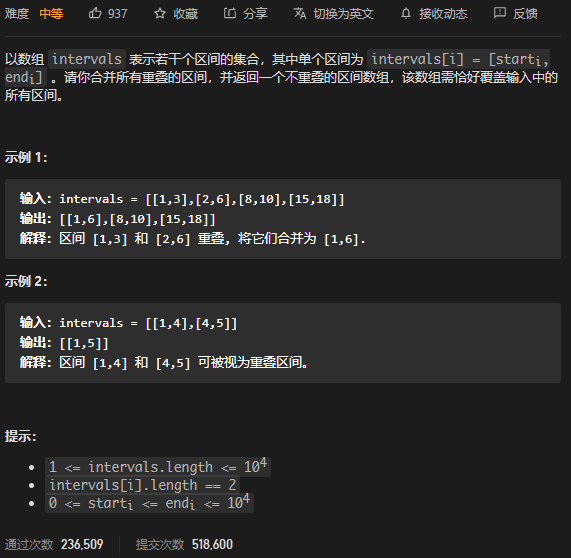 难度 中等 937 收藏 分享 切换为英文 接收动态 反馈
以数组 intervals 表示若干个区间的集合，其中单个区间为 intervals[i] = [starti,
endi] 。请你合并所有重叠的区间，并返回一个不重叠的区间数组，该数组需恰好覆盖输入中的
所有区间。
示例 1：
输入：intervals = [[1,3],[2,6],[8,10],[15,18]]
输出：[[1,6],[8,10],[15,18]]
解释：区间 [1,3] 和 [2,6] 重叠, 将它们合并为 [1,6].
示例 2：
输入：intervals = [[1,4],[4,5]]
输出：[[1,5]]
解释：区间 [1,4] 和 [4,5] 可被视为重叠区间。
提示：
• 1 <= intervals.length <= 10^4
• intervals[i].length == 2
• 0 <= starti <= endi <= 10^4
通过次数 236,509 提交次数 518,600